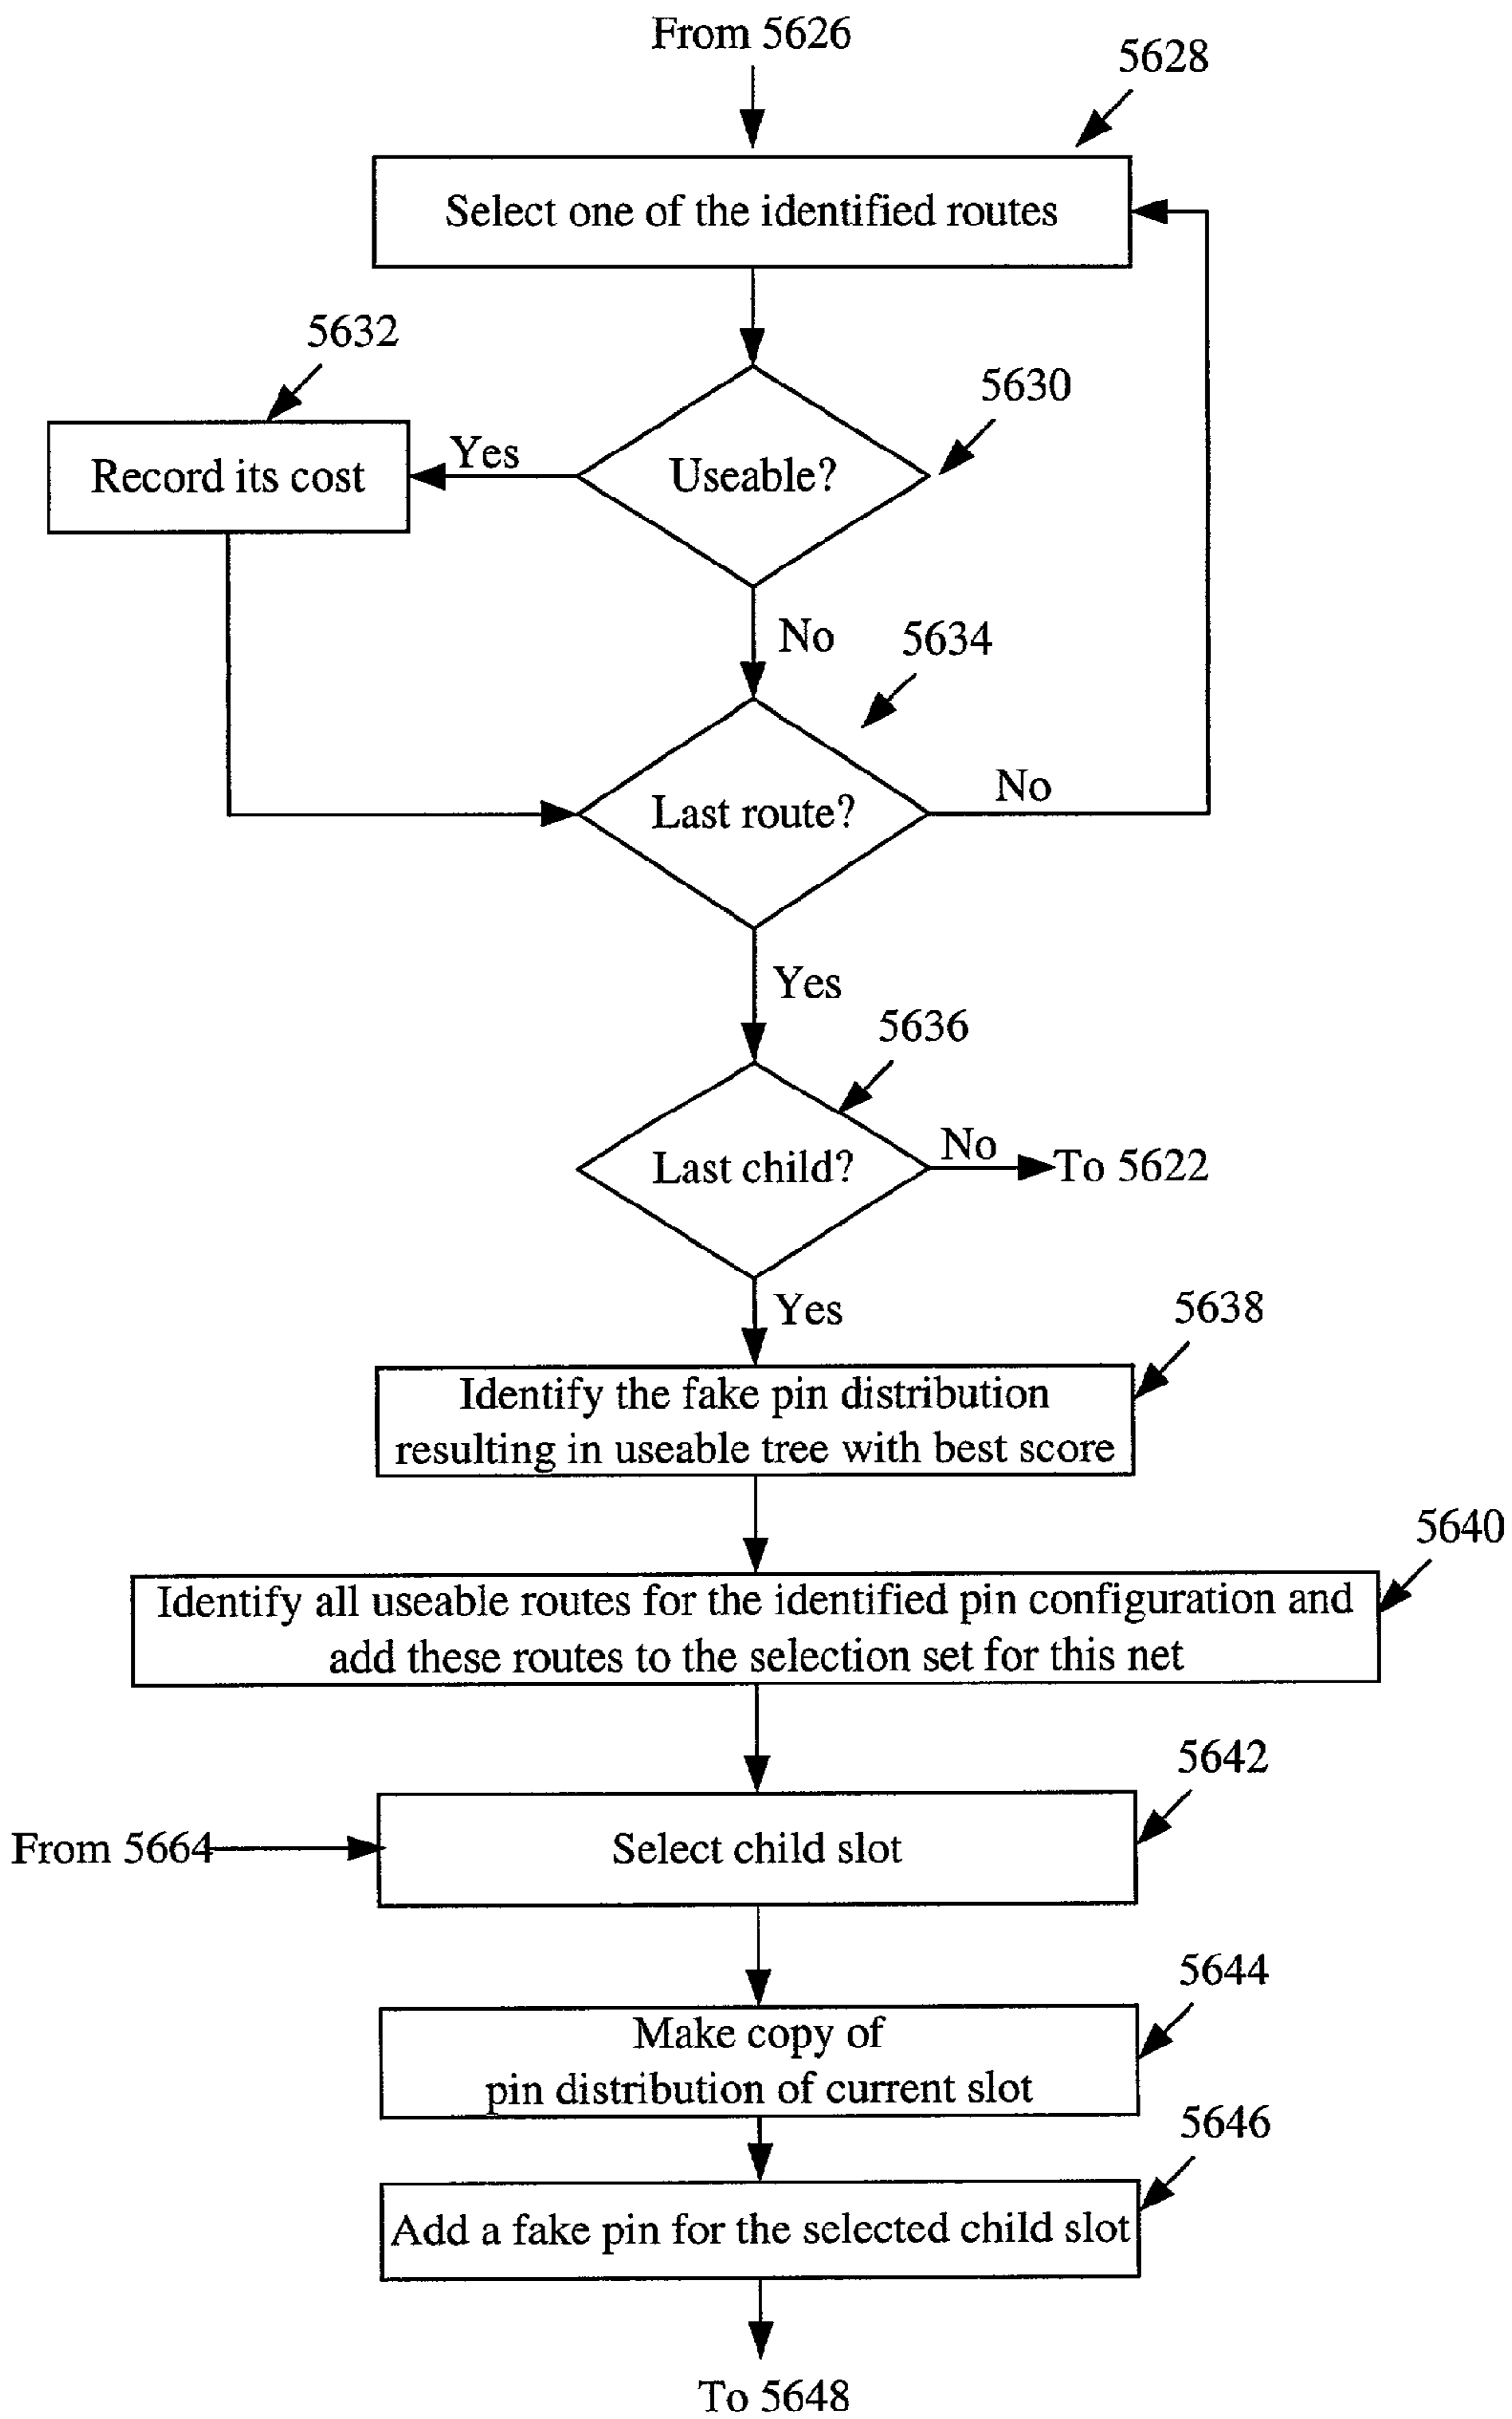 From 5626
5628
Select one of the identified routes
5632
5630
Record its cost
Yes
Useable?
No
5634
Last route?
No
Yes
5636
Last child?
No
To 5622
Yes
5638
Identify the fake pin distribution
resulting in useable tree with best score
5640
Identify all useable routes for the identified pin configuration and
add these routes to the selection set for this net
5642
From 5664
Select child slot
5644
Make copy of
pin distribution of current slot
5646
Add a fake pin for the selected child slot
To 5648